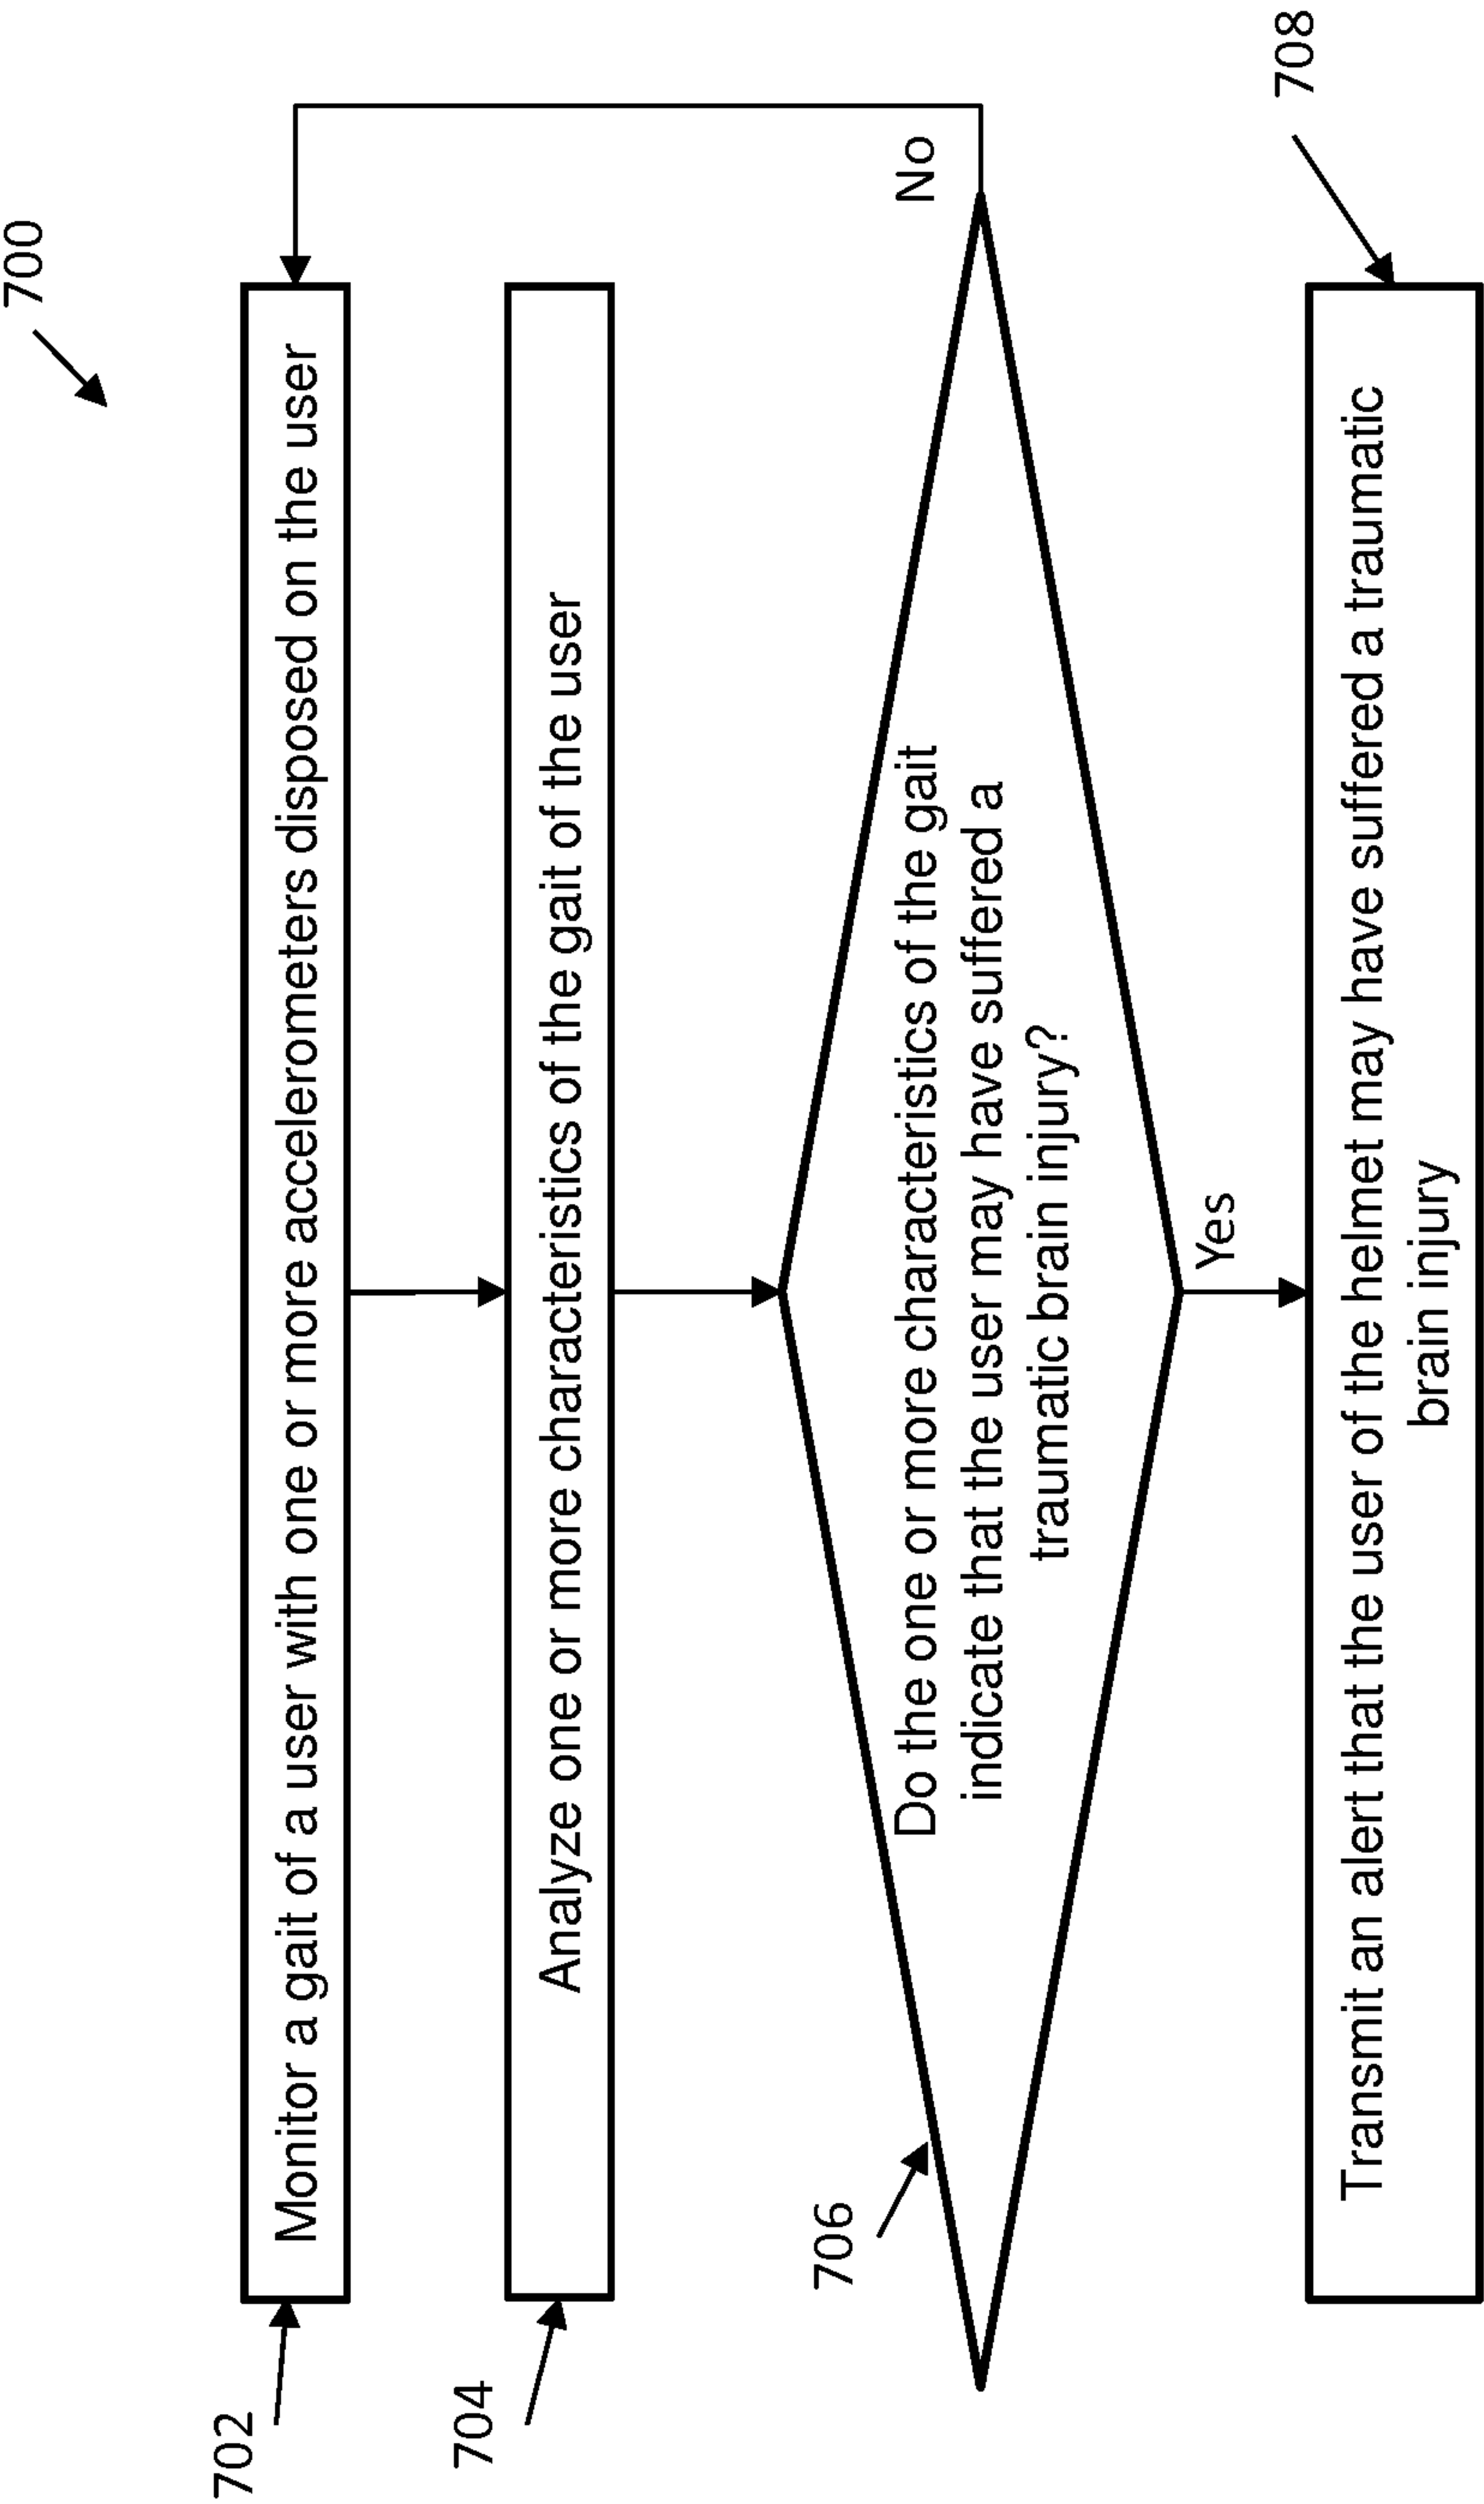 700
702
Monitor a gait of a user with one or more accelerometers disposed on the user
704
Analyze one or more characteristics of the gait of the user
706
Do the one or more characteristics of the gait
indicate that the user may have suffered a
traumatic brain injury?
No
Yes
708
Transmit an alert that the user of the helmet may have suffered a traumatic
brain injury